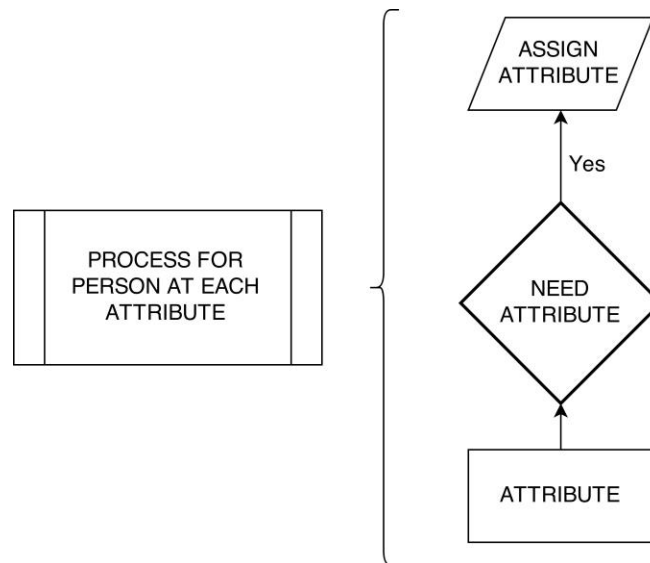 PROCESS FOR
PERSON AT EACH
ATTRIBUTE
ASSIGN
ATTRIBUTE
Yes
NEED
ATTRIBUTE
ATTRIBUTE